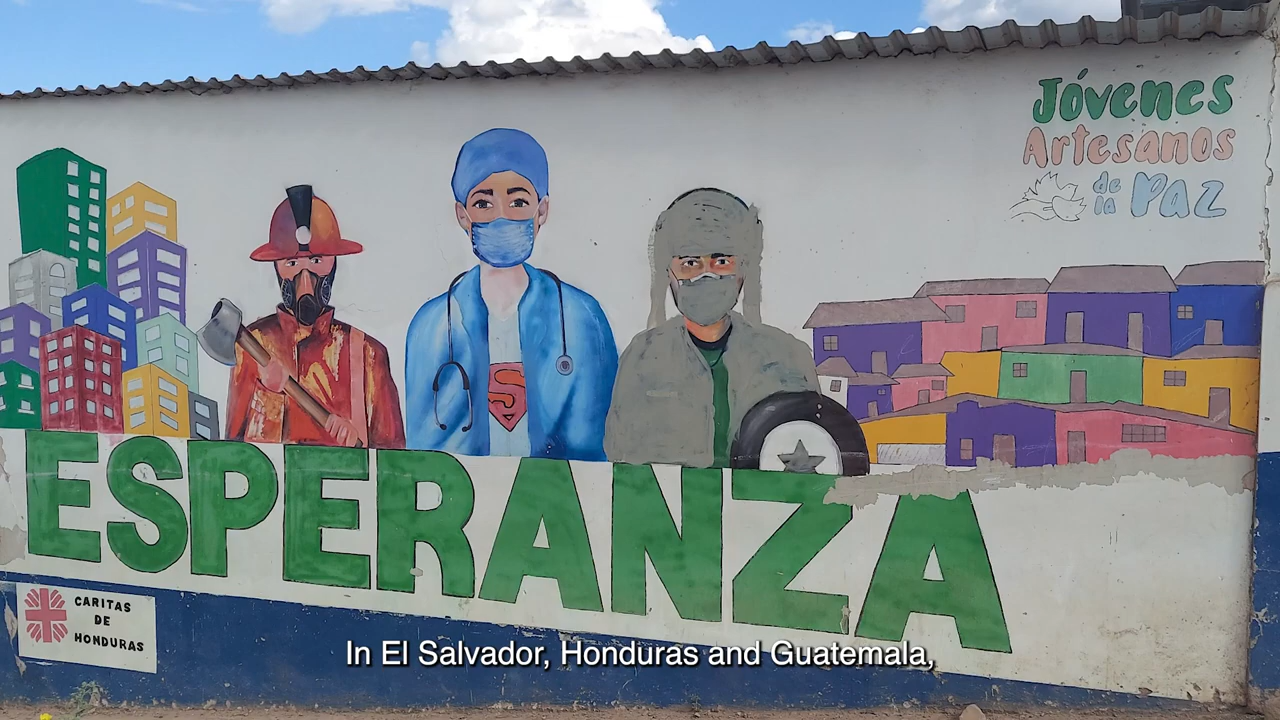 Jóvenes
Artesanos
de
la Paz
S
ESPERANZA
CARITAS
DE
HONDURAS
In El Salvador, Honduras and Guatemala,